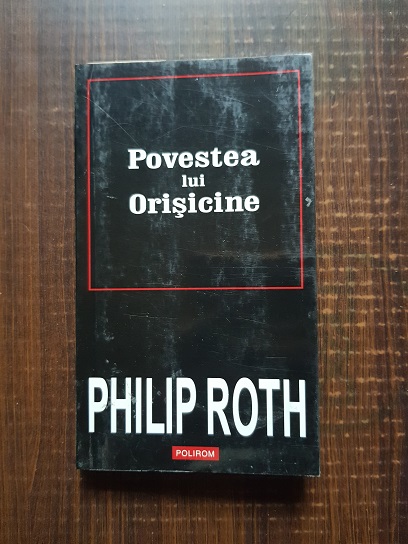 Povestea
lui
Orişicine
PHILIP ROTH
POLIROM